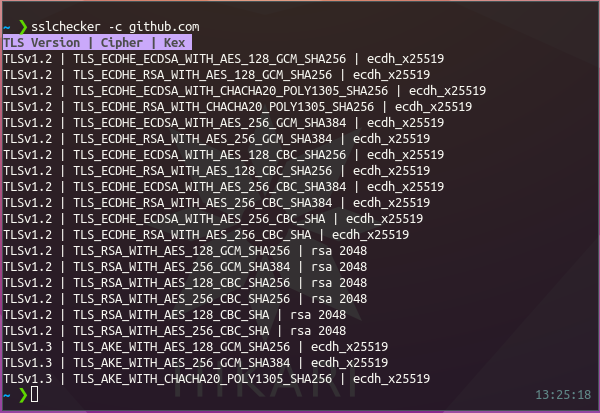 ~ ❯sslchecker -c github.com
TLS Version | Cipher | Kex
TLSv1.2 | TLS_ECDHE_ECDSA_WITH_AES_128_GCM_SHA256 | ecdh_x25519
TLSv1.2 | TLS_ECDHE_RSA_WITH_AES_128_GCM_SHA256 | ecdh_x25519
TLSv1.2 | TLS_ECDHE_ECDSA_WITH_CHACHA20_POLY1305_SHA256 | ecdh_x25519
TLSv1.2 | TLS_ECDHE_RSA_WITH_CHACHA20_POLY1305_SHA256 | ecdh_x25519
TLSv1.2 | TLS_ECDHE_ECDSA_WITH_AES_256_GCM_SHA384 | ecdh_x25519
TLSv1.2 | TLS_ECDHE_RSA_WITH_AES_256_GCM_SHA384 | ecdh_x25519
TLSv1.2 | TLS_ECDHE_ECDSA_WITH_AES_128_CBC_SHA256 | ecdh_x25519
TLSv1.2 | TLS_ECDHE_RSA_WITH_AES_128_CBC_SHA256 | ecdh_x25519
TLSv1.2 | TLS_ECDHE_ECDSA_WITH_AES_256_CBC_SHA384 | ecdh_x25519
TLSv1.2 | TLS_ECDHE_RSA_WITH_AES_256_CBC_SHA384 | ecdh_x25519
TLSv1.2 | TLS_ECDHE_ECDSA_WITH_AES_256_CBC_SHA | ecdh_x25519
TLSv1.2 | TLS_ECDHE_RSA_WITH_AES_256_CBC_SHA | ecdh_x25519
TLSv1.2 | TLS_RSA_WITH_AES_128_GCM_SHA256 | rsa 2048
TLSv1.2 | TLS_RSA_WITH_AES_256_GCM_SHA384 | rsa 2048
TLSv1.2 | TLS_RSA_WITH_AES_128_CBC_SHA256 | rsa 2048
TLSv1.2 | TLS_RSA_WITH_AES_256_CBC_SHA256 | rsa 2048
TLSv1.2 | TLS_RSA_WITH_AES_128_CBC_SHA | rsa 2048
TLSv1.2 | TLS_RSA_WITH_AES_256_CBC_SHA | rsa 2048
TLSv1.3 | TLS_AKE_WITH_AES_128_GCM_SHA256 | ecdh_x25519
TLSv1.3 | TLS_AKE_WITH_AES_256_GCM_SHA384 | ecdh_x25519
TLSv1.3 | TLS_AKE_WITH_CHACHA20_POLY1305_SHA256 | ecdh_x25519
~ ❯ 13:25:18
HIKARI